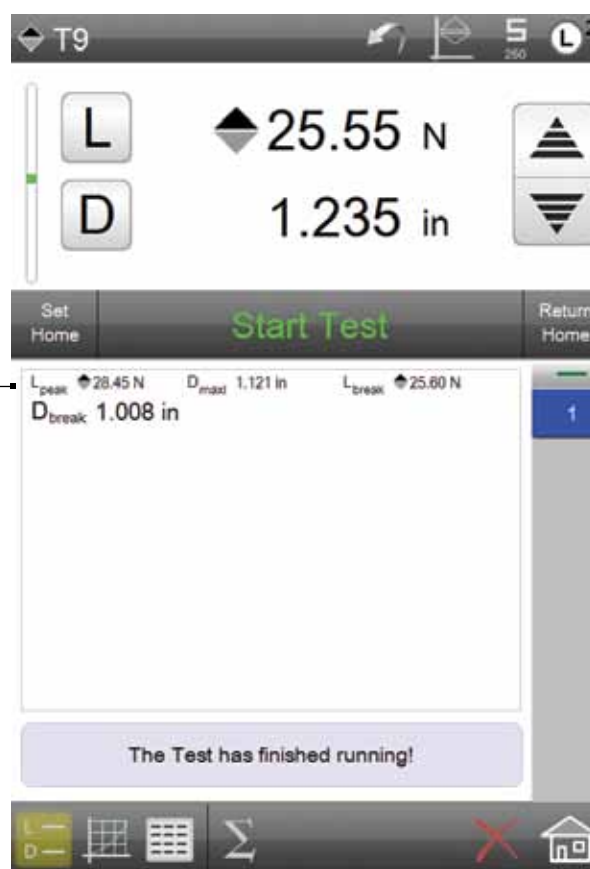 T9
S
250
L
L 25.55 N
D 1.235 in
Set Home
Start Test
Return Home
Lpeak 28.45 N Dmaxl 1.121 in Lbreak 25.60 N
Dbreak 1.008 in
1
The Test has finished running!
L
D
Σ